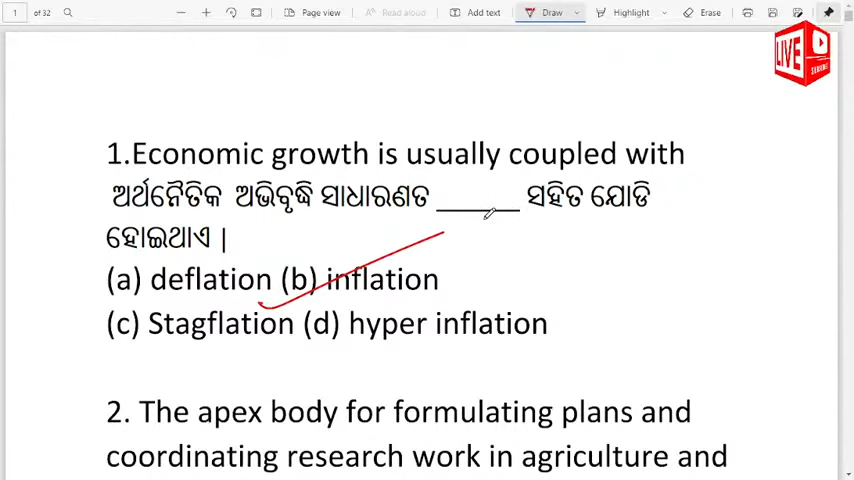 1 of 32 Page view Read aloud Add text Draw Highlight Erase
LIVE
1.Economic growth is usually coupled with
ଅର୍ଥନୈତିକ ଅଭିବୃଦ୍ଧି ସାଧାରଣତ ______ ସହିତ ଯୋଡି
ହୋଇଥାଏ |
(a) deflation (b) inflation
(c) Stagflation (d) hyper inflation
2. The apex body for formulating plans and
coordinating research work in agriculture and